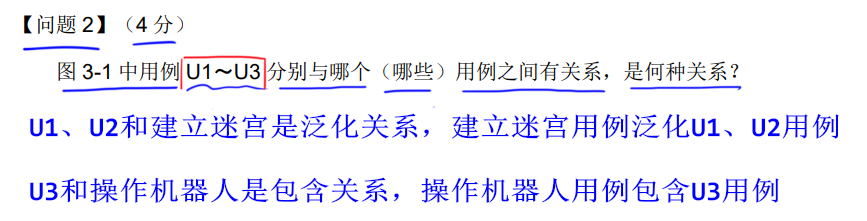 【问题 2】（4 分）
图 3-1 中用例 U1～U3 分别与哪个（哪些）用例之间有关系，是何种关系？
U1、U2和建立迷宫是泛化关系，建立迷宫用例泛化U1、U2用例
U3和操作机器人是包含关系，操作机器人用例包含U3用例